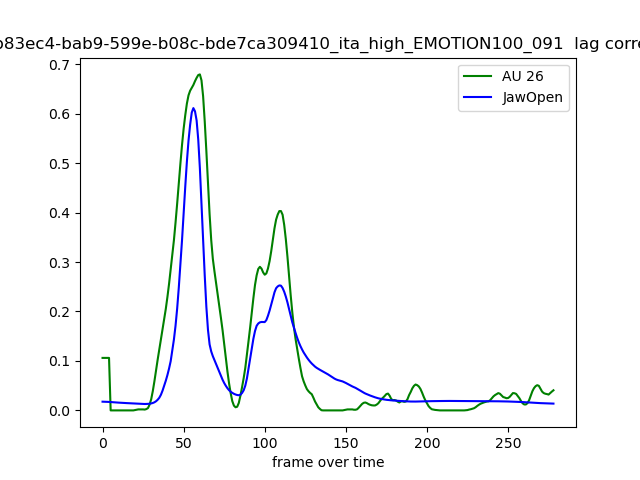 b83ec4-bab9-599e-b08c-bde7ca309410_ita_high_EMOTION100_091 lag corre
0.7
0.6
0.5
0.4
0.3
0.2
0.1
0.0
AU 26
JawOpen
0 50 100 150 200 250
frame over time